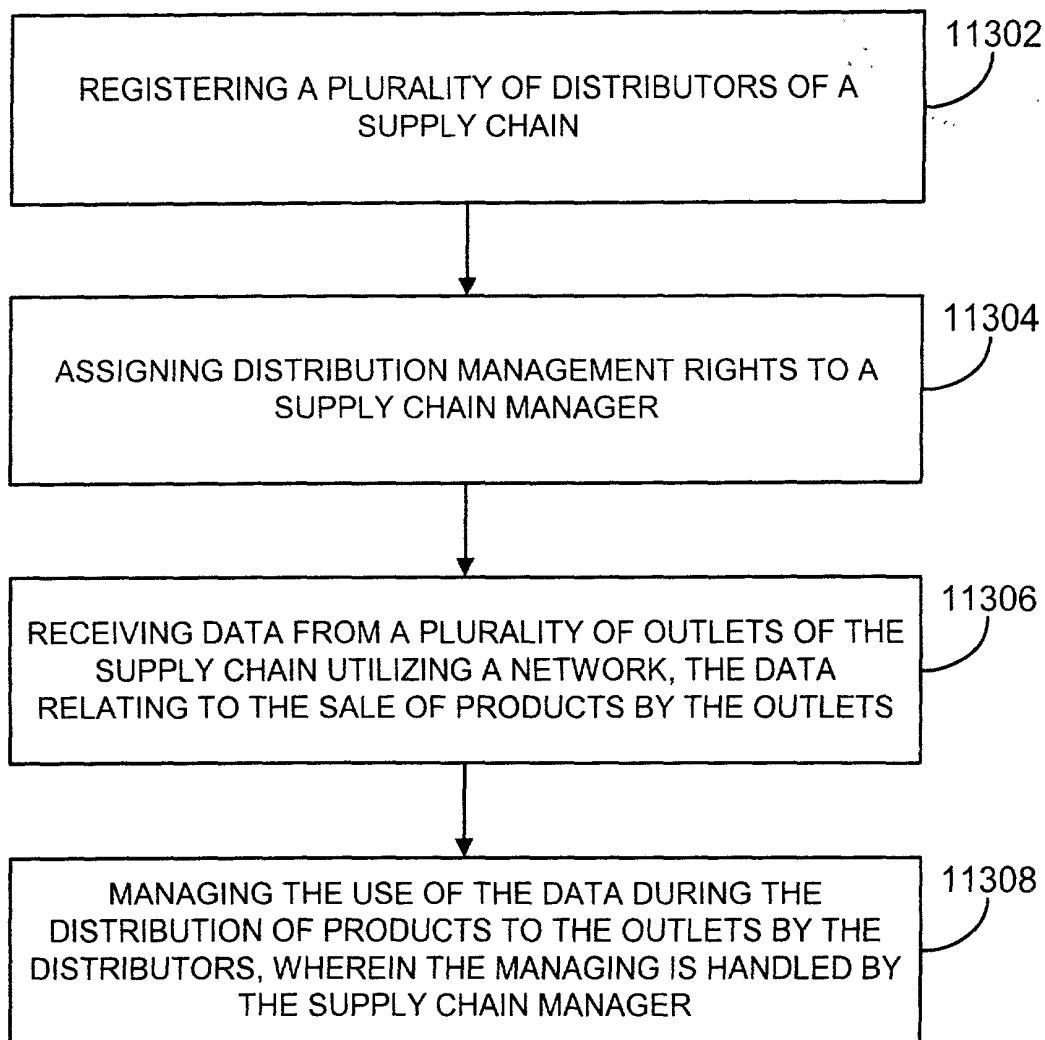 11302
REGISTERING A PLURALITY OF DISTRIBUTORS OF A
SUPPLY CHAIN
11304
ASSIGNING DISTRIBUTION MANAGEMENT RIGHTS TO A
SUPPLY CHAIN MANAGER
11306
RECEIVING DATA FROM A PLURALITY OF OUTLETS OF THE
SUPPLY CHAIN UTILIZING A NETWORK, THE DATA
RELATING TO THE SALE OF PRODUCTS BY THE OUTLETS
11308
MANAGING THE USE OF THE DATA DURING THE
DISTRIBUTION OF PRODUCTS TO THE OUTLETS BY THE
DISTRIBUTORS, WHEREIN THE MANAGING IS HANDLED BY
THE SUPPLY CHAIN MANAGER